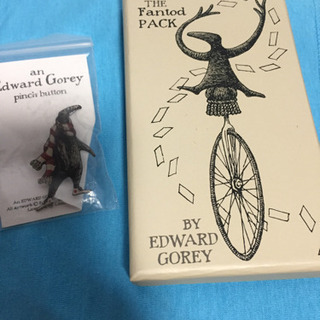 an
Edward Gorey
pinch button
THE
Fantod
PACK
BY
EDWARD
GOREY